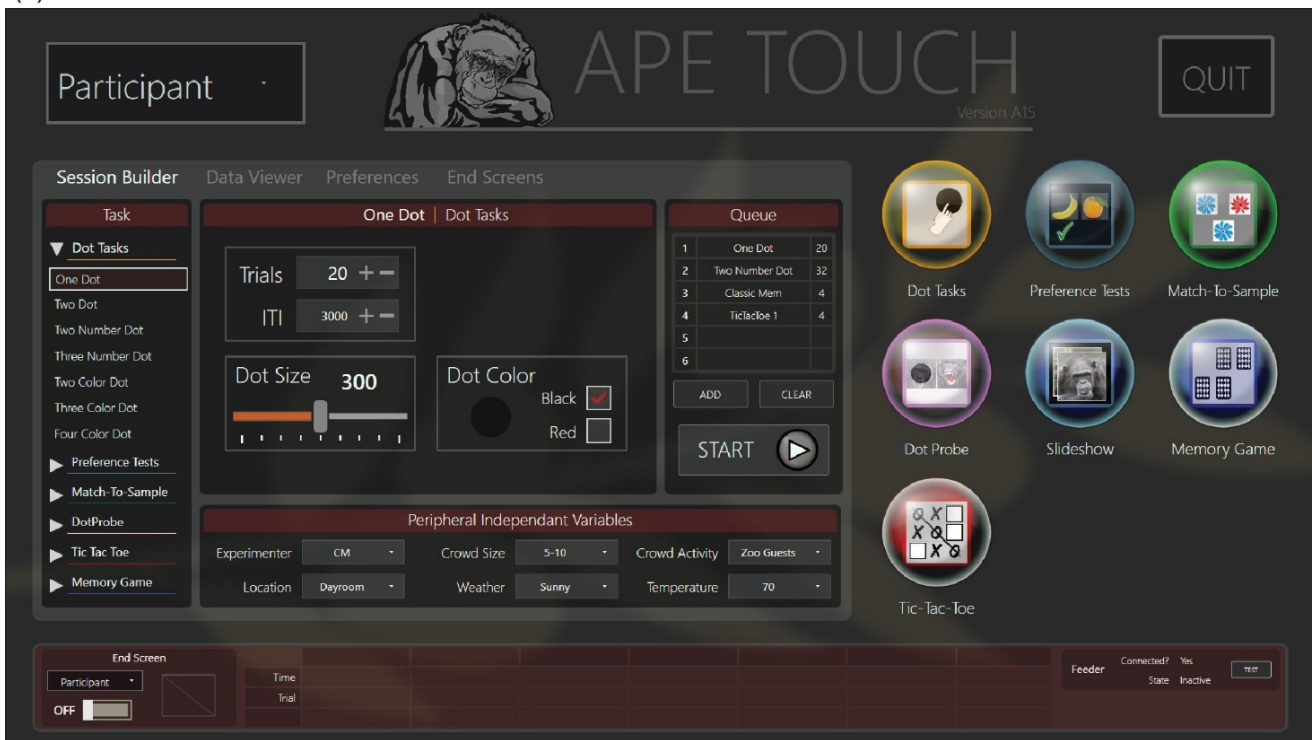 Participant
APE TOUCH
Version A15
QUIT
Session Builder Data Viewer Preferences End Screens
Task
Dot Tasks
One Dot
Two Dot
Two Number Dot
Three Number Dot
Two Color Dot
Three Color Dot
Four Color Dot
Preference Tests
Match-To-Sample
DotProbe
Tic Tac Toe
Memory Game
One Dot | Dot Tasks
Trials 20 + −
ITI 3000 + −
Dot Size 300
Dot Color
Black
Red
Queue
1 One Dot 20
2 Two Number Dot 32
3 Classic Mem 4
4 TicTacToe 1 4
5
6
ADD CLEAR
START
Peripheral Independant Variables
Experimenter CM Crowd Size 5-10 Crowd Activity Zoo Guests
Location Dayroom Weather Sunny Temperature 70
Dot Tasks Preference Tests Match-To-Sample
Dot Probe Slideshow Memory Game
Tic-Tac-Toe
End Screen
Participant
OFF
Time
Trial
Feeder
Connected? Yes
State Inactive
TEST